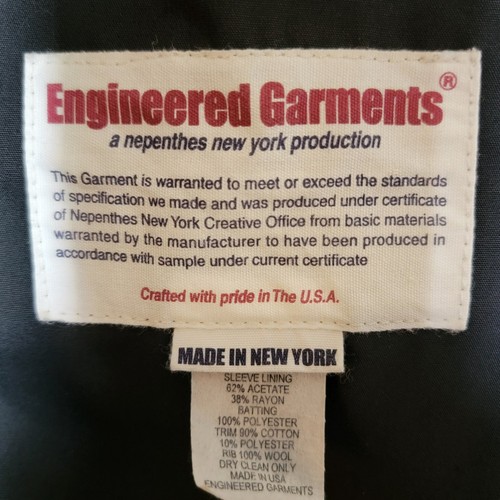 Engineered Garments®
a nepenthes new york production
This Garment is warranted to meet or exceed the standards
of specification we made and was produced under certificate
of Nepenthes New York Creative Office from basic materials
warranted by the manufacturer to have been produced in
accordance with sample under current certificate
Crafted with pride in The U.S.A.
MADE IN NEW YORK
SLEEVE LINING
62% ACETATE
38% RAYON
BATTING
100% POLYESTER
TRIM 90% COTTON
10% POLYESTER
RIB 100% WOOL
DRY CLEAN ONLY
MADE IN USA
ENGINEERED GARMENTS